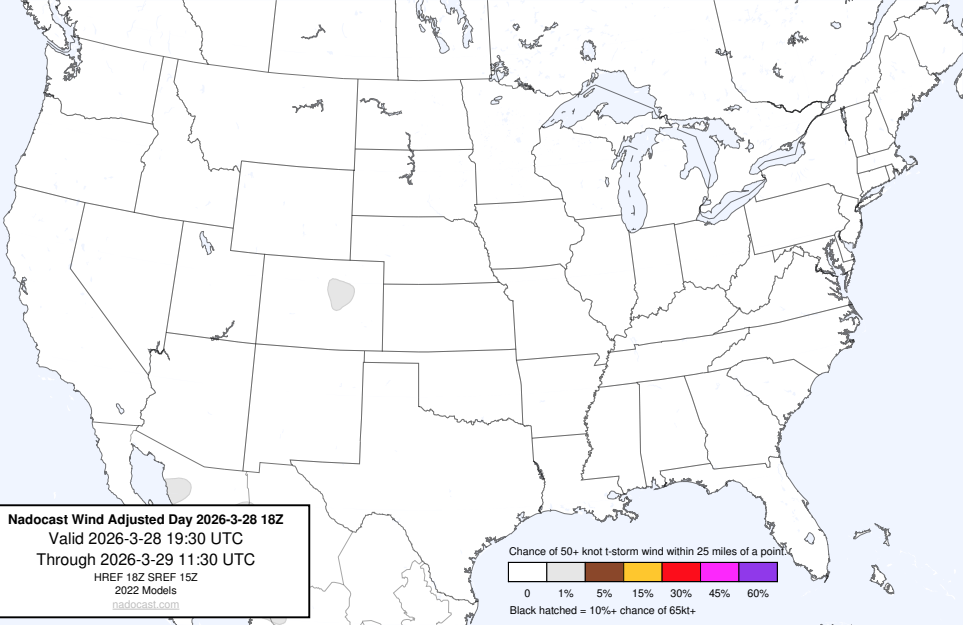 Nadocast Wind Adjusted Day 2026-3-28 18Z
Valid 2026-3-28 19:30 UTC
Through 2026-3-29 11:30 UTC
HREF 18Z SREF 15Z
2022 Models
nadocast.com
Chance of 50+ knot t-storm wind within 25 miles of a point.
0 1% 5% 15% 30% 45% 60%
Black hatched = 10%+ chance of 65kt+